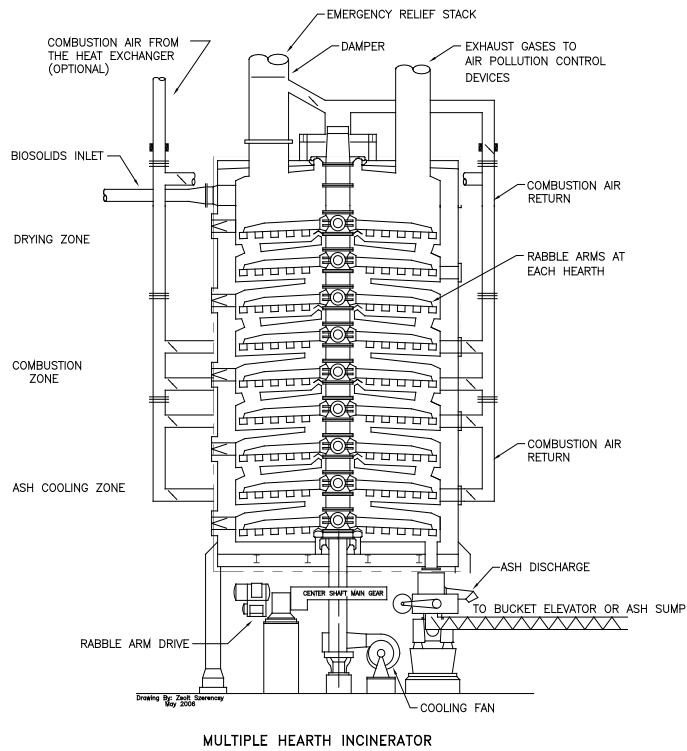 EMERGENCY RELIEF STACK
COMBUSTION AIR FROM
THE HEAT EXCHANGER
(OPTIONAL)
DAMPER
EXHAUST GASES TO
AIR POLLUTION CONTROL
DEVICES
BIOSOLIDS INLET
COMBUSTION AIR
RETURN
DRYING ZONE
RABBLE ARMS AT
EACH HEARTH
COMBUSTION
ZONE
COMBUSTION AIR
RETURN
ASH COOLING ZONE
ASH DISCHARGE
CENTER SHAFT MAIN GEAR
TO BUCKET ELEVATOR OR ASH SUMP
RABBLE ARM DRIVE
Drawing By: Zsolt Szerencsy
May 2006
COOLING FAN
MULTIPLE HEARTH INCINERATOR